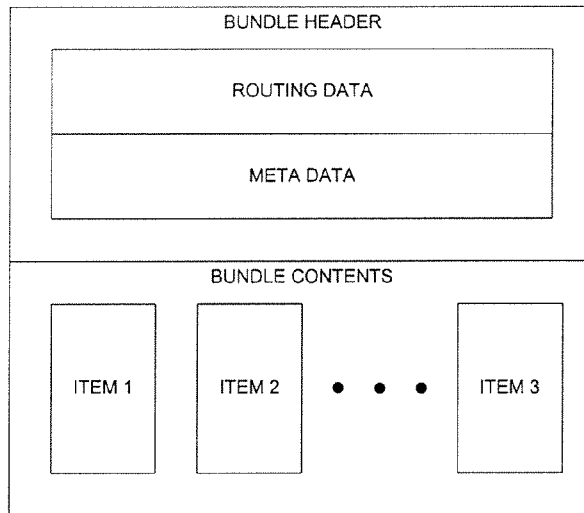 BUNDLE HEADER
ROUTING DATA
META DATA
BUNDLE CONTENTS
ITEM 1
ITEM 2
ITEM 3